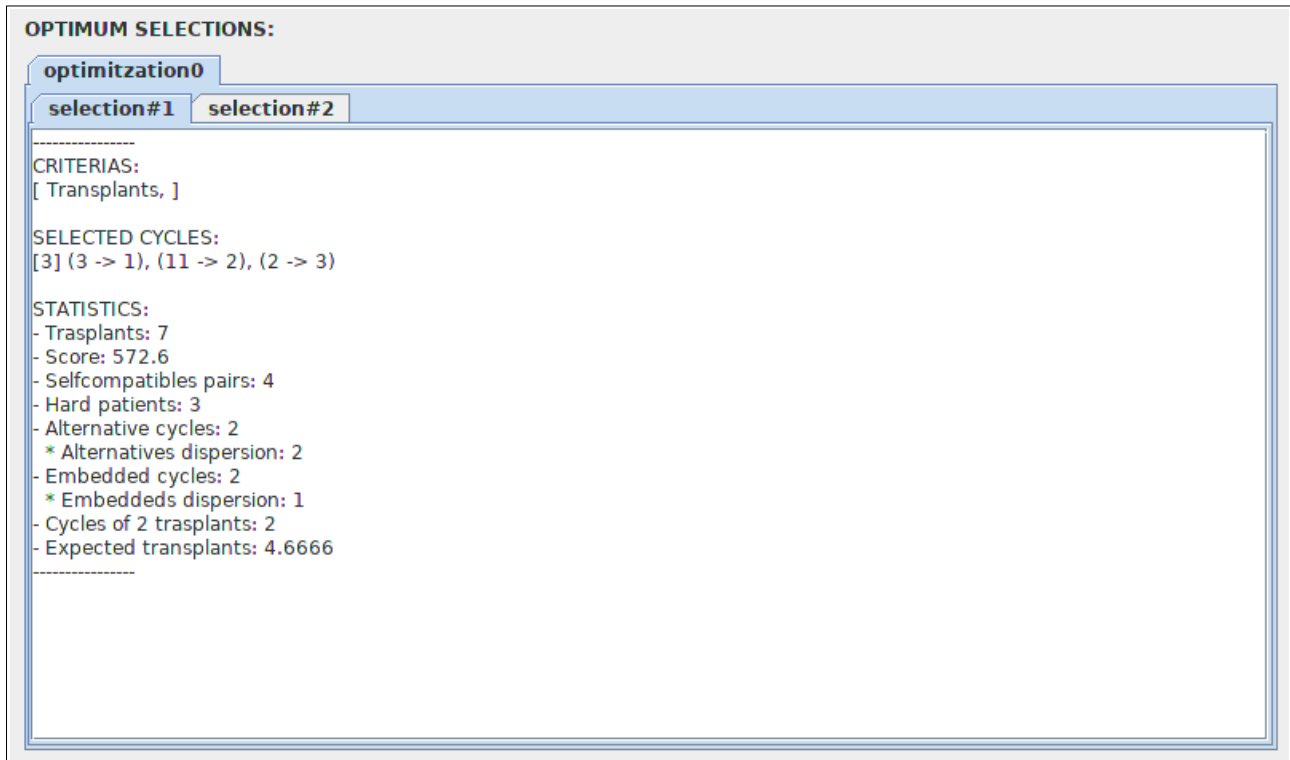 OPTIMUM SELECTIONS:
optimitzation0
selection#1 selection#2
----------------
CRITERIAS:
[ Transplants, ]
SELECTED CYCLES:
[3] (3 -> 1), (11 -> 2), (2 -> 3)
STATISTICS:
- Trasplants: 7
- Score: 572.6
- Selfcompatibles pairs: 4
- Hard patients: 3
- Alternative cycles: 2
* Alternatives dispersion: 2
- Embedded cycles: 2
* Embeddeds dispersion: 1
- Cycles of 2 trasplants: 2
- Expected transplants: 4.6666
----------------